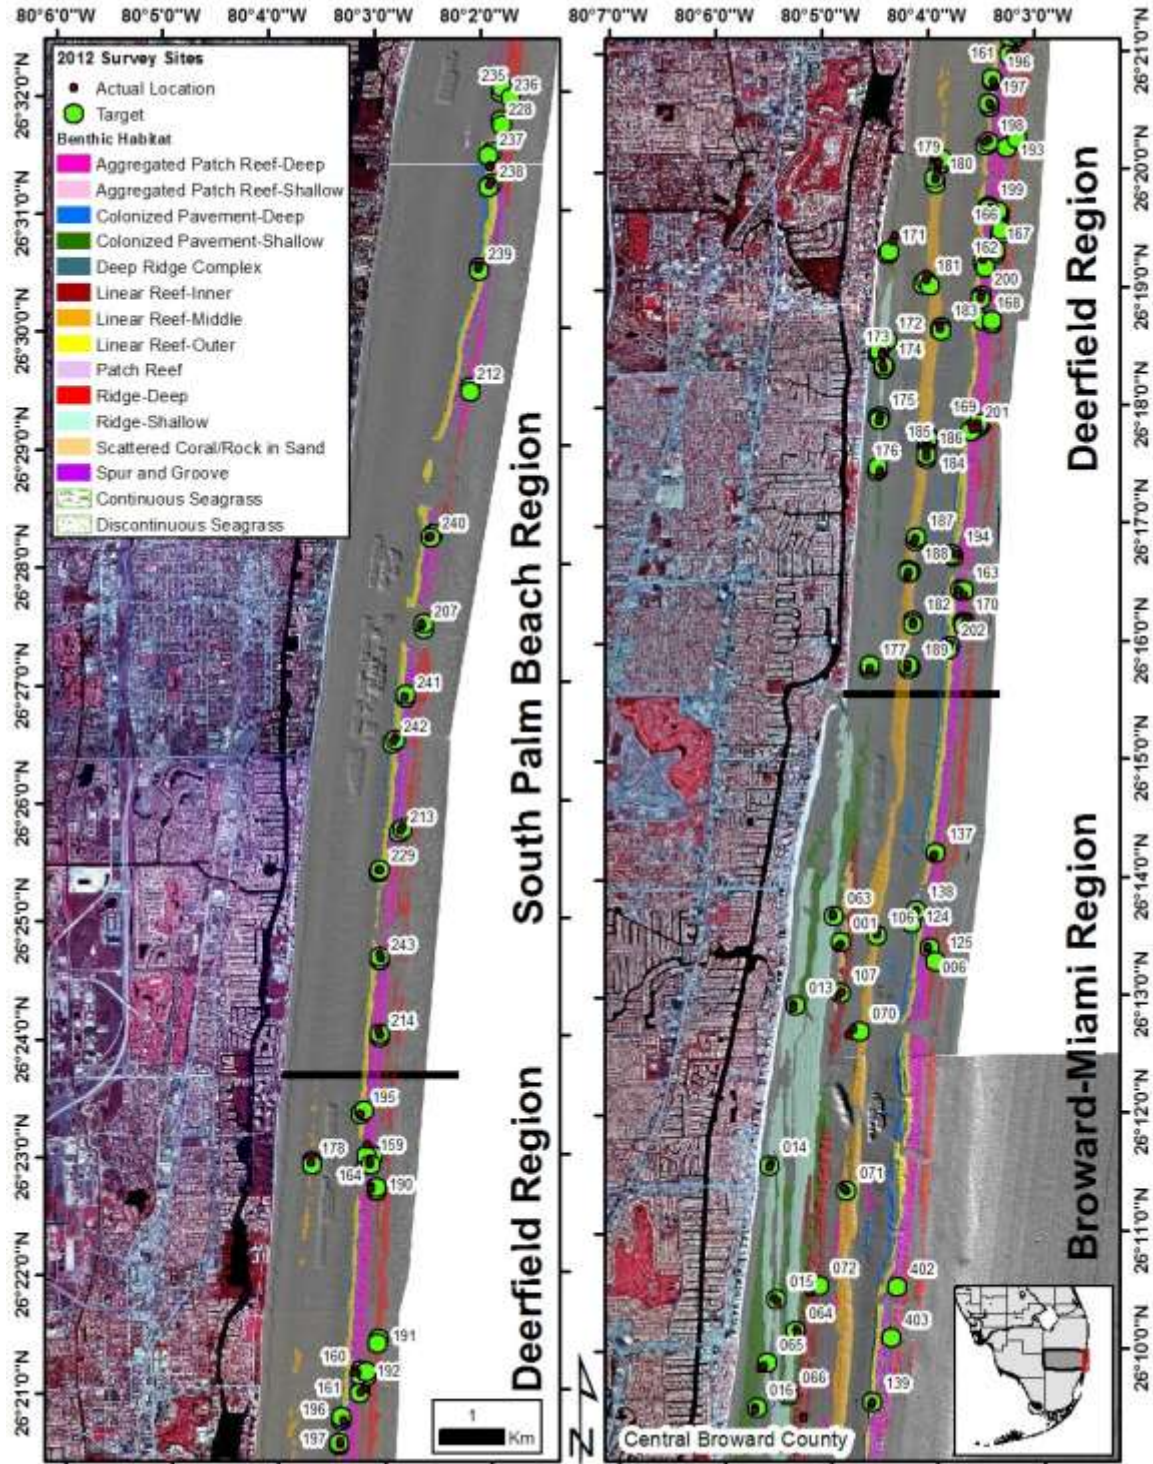 80°6'0"W 80°5'0"W 80°4'0"W 80°3'0"W 80°2'0"W
80°7'0"W 80°6'0"W 80°5'0"W 80°4'0"W 80°3'0"W
2012 Survey Sites
Actual Location
Target
Benthic Habitat
Aggregated Patch Reef-Deep
Aggregated Patch Reef-Shallow
Colonized Pavement-Deep
Colonized Pavement-Shallow
Deep Ridge Complex
Linear Reef-Inner
Linear Reef-Middle
Linear Reef-Outer
Patch Reef
Ridge-Deep
Ridge-Shallow
Scattered Coral/Rock in Sand
Spur and Groove
Continuous Seagrass
Discontinuous Seagrass
26°32'0"N
26°31'0"N
26°30'0"N
26°29'0"N
26°28'0"N
26°27'0"N
26°26'0"N
26°25'0"N
26°24'0"N
26°23'0"N
26°22'0"N
26°21'0"N
235
236
228
237
238
239
212
240
207
241
242
213
229
243
214
195
178
159
164
190
191
160
192
161
196
197
South Palm Beach Region
Deerfield Region
1
Km
N
161
196
197
198
193
179
180
199
166
167
171
162
181
200
168
183
172
173
174
175
169
201
185
186
176
184
187
194
188
163
170
182
202
177
189
137
138
063
124
001
106
125
006
107
013
070
014
071
402
072
015
064
403
065
066
016
139
Deerfield Region
Broward-Miami Region
Central Broward County
26°21'0"N
26°20'0"N
26°19'0"N
26°18'0"N
26°17'0"N
26°16'0"N
26°15'0"N
26°14'0"N
26°13'0"N
26°12'0"N
26°11'0"N
26°10'0"N